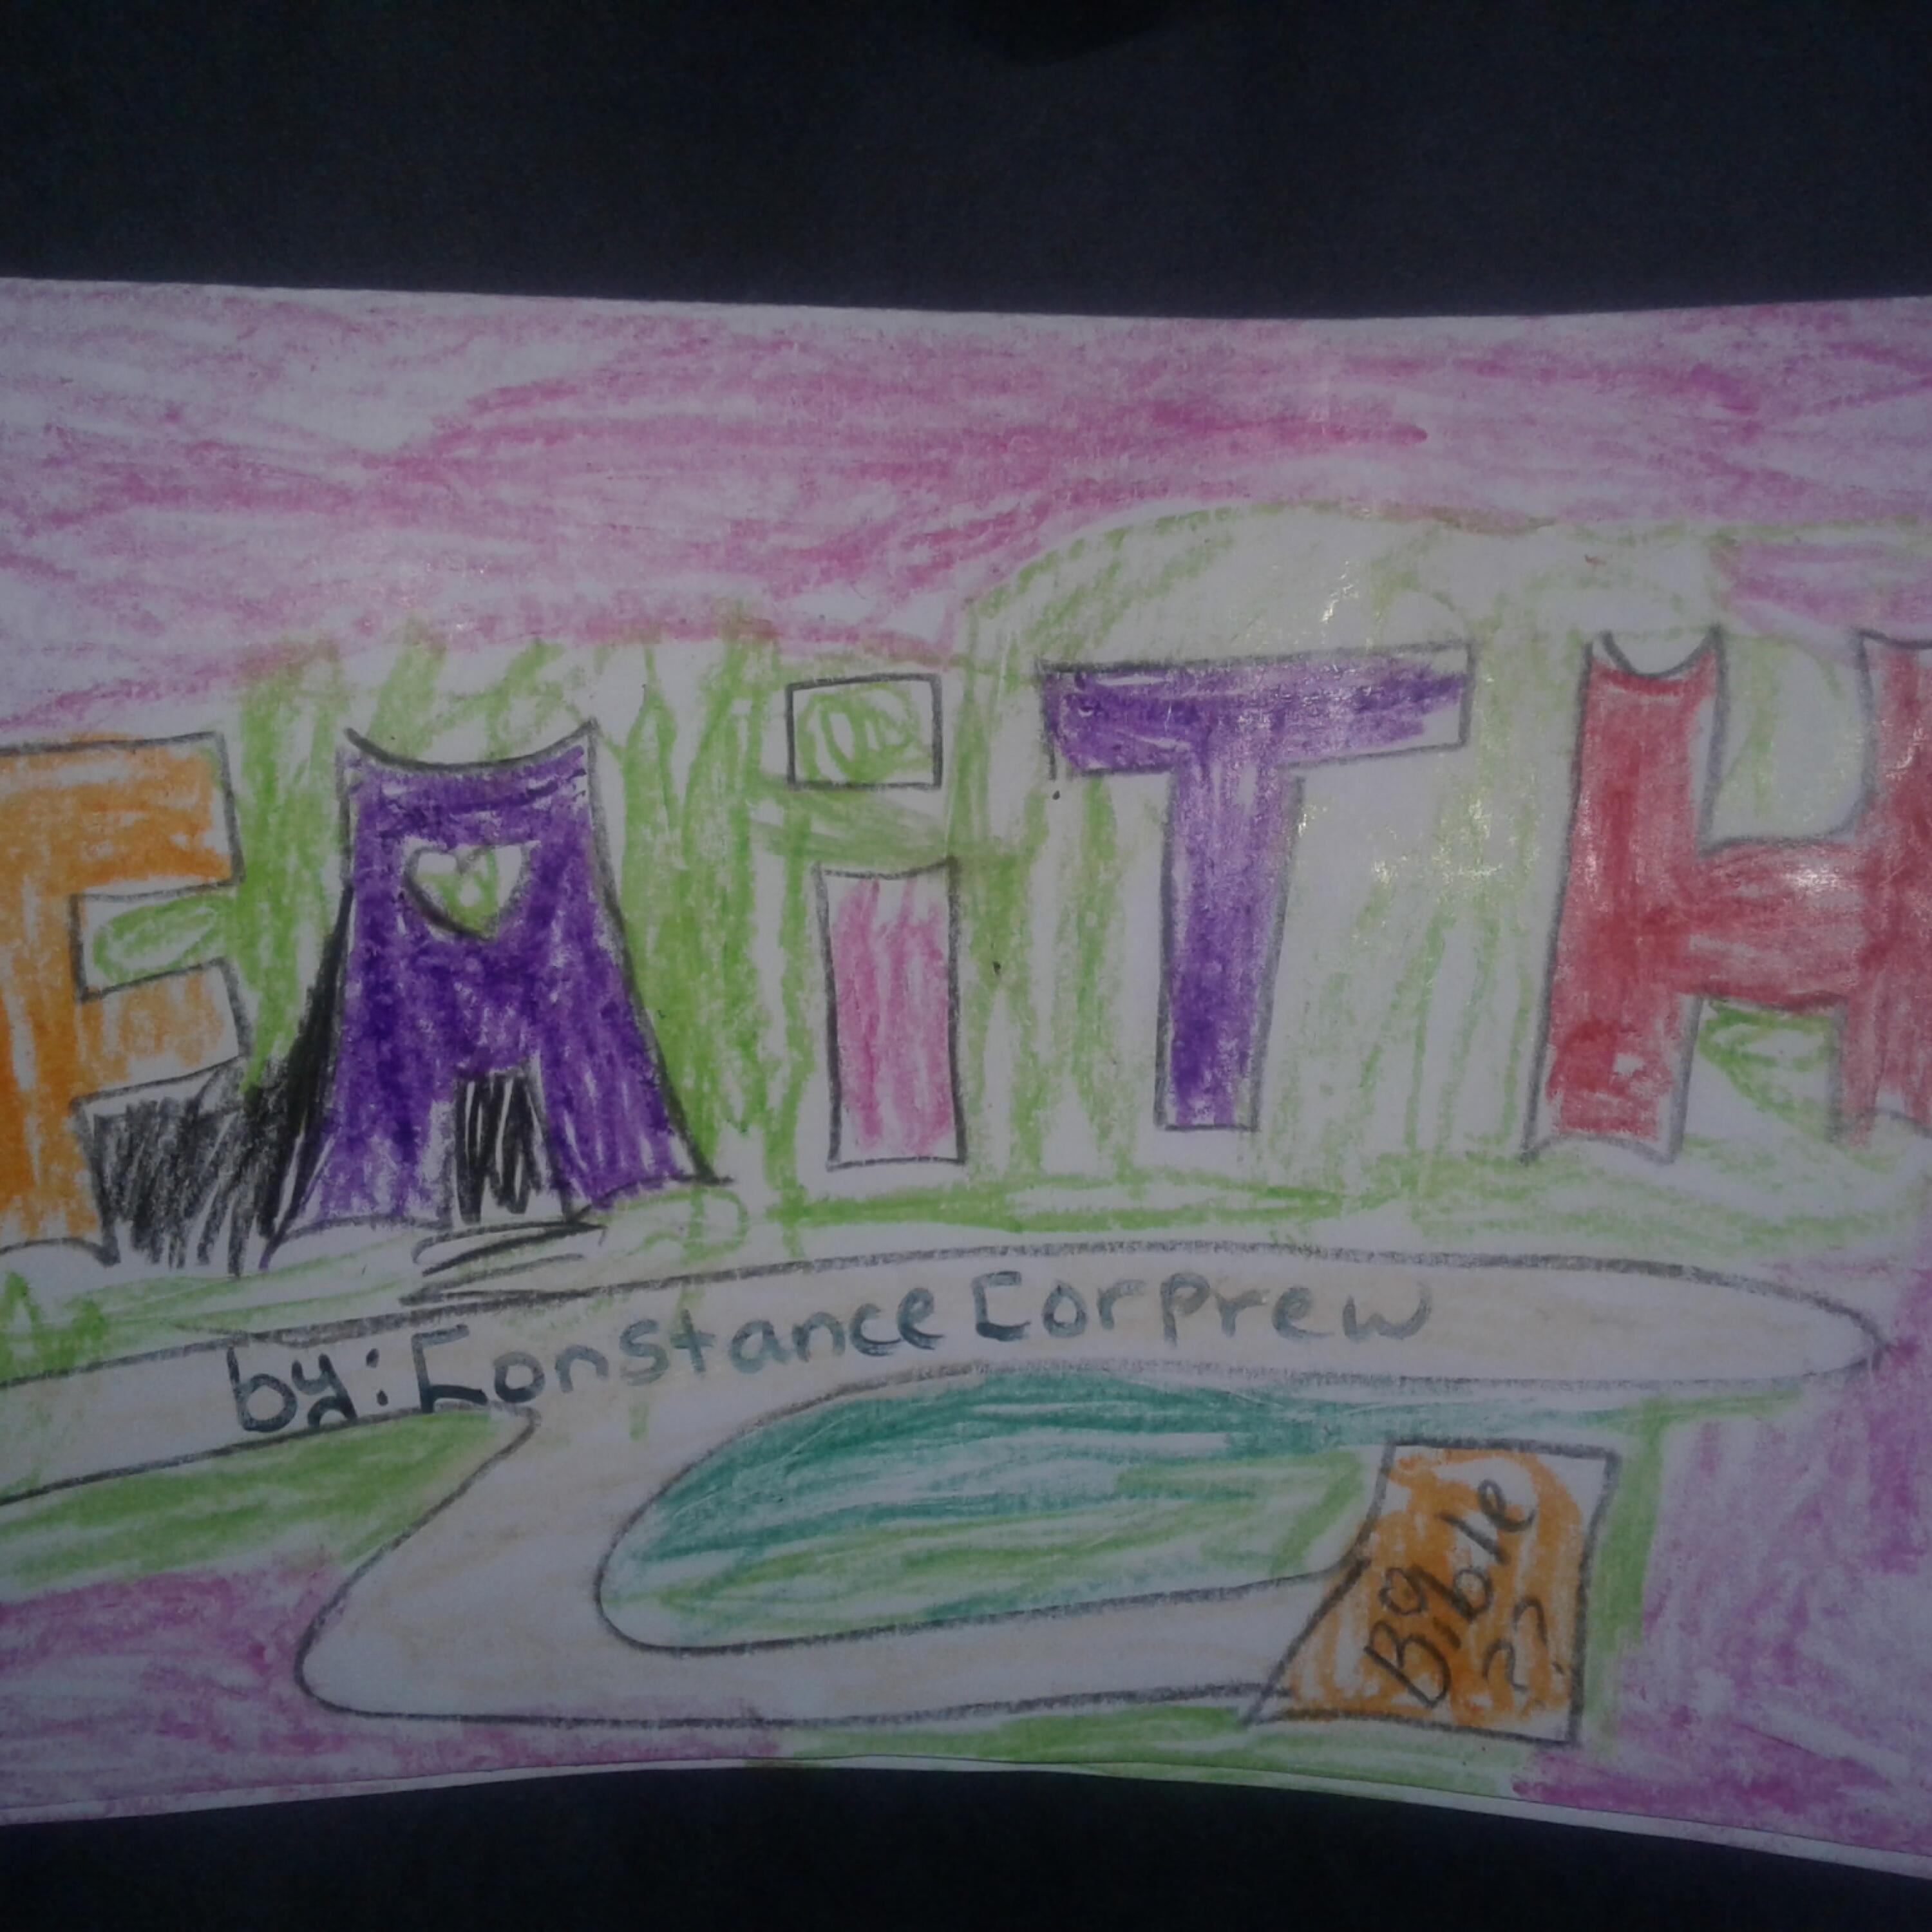 FAiTH
by: Constance Corprew
Bible
??